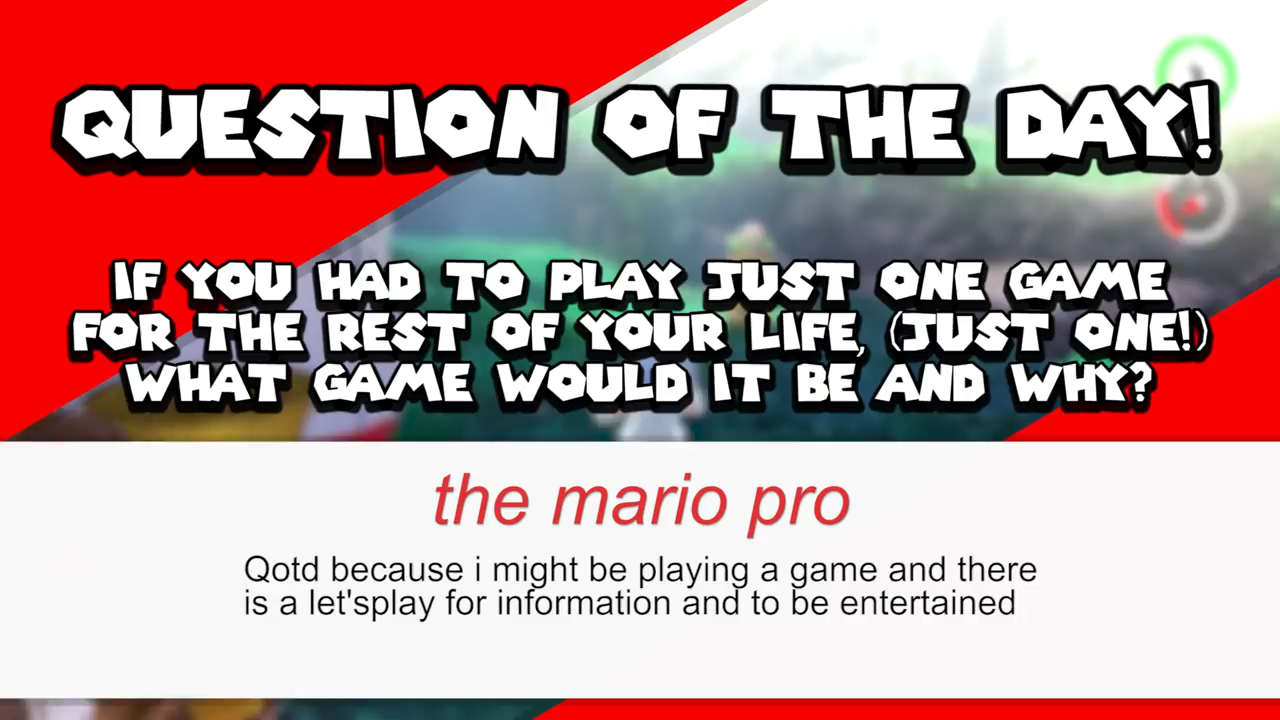 QUESTION OF THE DAY!
IF YOU HAD TO PLAY JUST ONE GAME
FOR THE REST OF YOUR LIFE, (JUST ONE!)
WHAT GAME WOULD IT BE AND WHY?
the mario pro
Qotd because i might be playing a game and there
is a let'splay for information and to be entertained